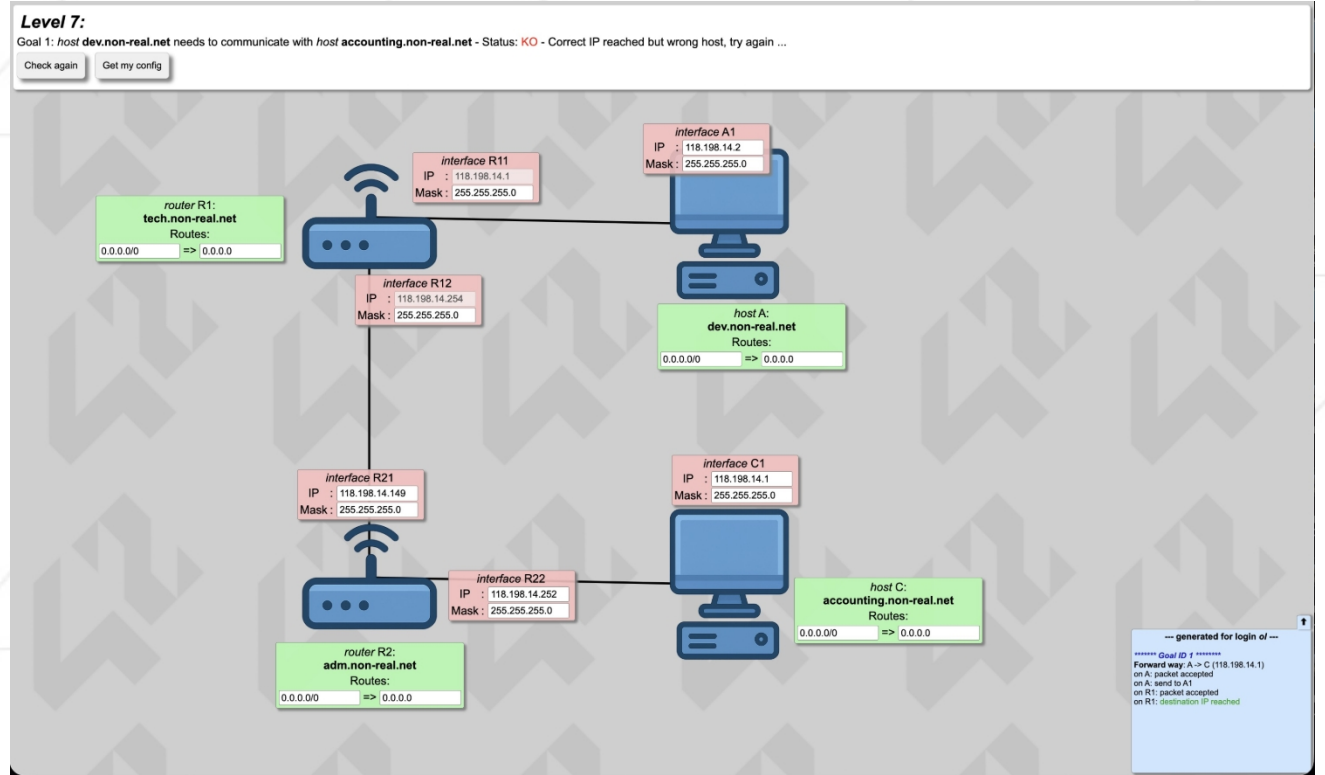 Level 7:
Goal 1: host dev.non-real.net needs to communicate with host accounting.non-real.net - Status: KO - Correct IP reached but wrong host, try again ...
Check again
Get my config
interface A1
IP : 118.198.14.2
Mask : 255.255.255.0
interface R11
IP : 118.198.14.1
Mask : 255.255.255.0
router R1:
tech.non-real.net
Routes:
0.0.0.0/0 => 0.0.0.0
interface R12
IP : 118.198.14.254
Mask : 255.255.255.0
host A:
dev.non-real.net
Routes:
0.0.0.0/0 => 0.0.0.0
interface R21
IP : 118.198.14.149
Mask : 255.255.255.0
interface C1
IP : 118.198.14.1
Mask : 255.255.255.0
interface R22
IP : 118.198.14.252
Mask : 255.255.255.0
host C:
accounting.non-real.net
Routes:
0.0.0.0/0 => 0.0.0.0
router R2:
adm.non-real.net
Routes:
0.0.0.0/0 => 0.0.0.0
--- generated for login ol ---
******* Goal ID 1 ********
Forward way: A -> C (118.198.14.1)
on A: packet accepted
on A: send to A1
on R1: packet accepted
on R1: destination IP reached